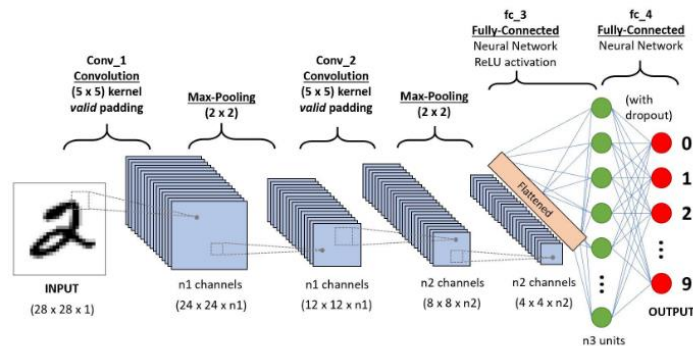 fc_3
Fully-Connected
Neural Network
ReLU activation
fc_4
Fully-Connected
Neural Network
Conv_1
Convolution
(5 x 5) kernel
valid padding
Max-Pooling
(2 x 2)
Conv_2
Convolution
(5 x 5) kernel
valid padding
Max-Pooling
(2 x 2)
(with
dropout)
Flattened
0
1
2
⋮
9
2
INPUT
(28 x 28 x 1)
n1 channels
(24 x 24 x n1)
n1 channels
(12 x 12 x n1)
n2 channels
(8 x 8 x n2)
n2 channels
(4 x 4 x n2)
n3 units
OUTPUT